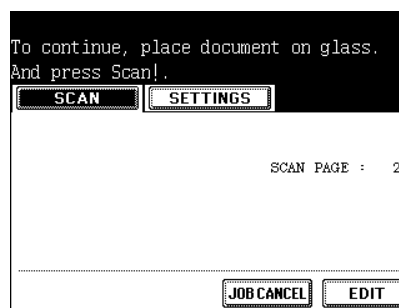 To continue, place document on glass.
And press Scan!.
SCAN SETTINGS
SCAN PAGE : 2
JOB CANCEL EDIT